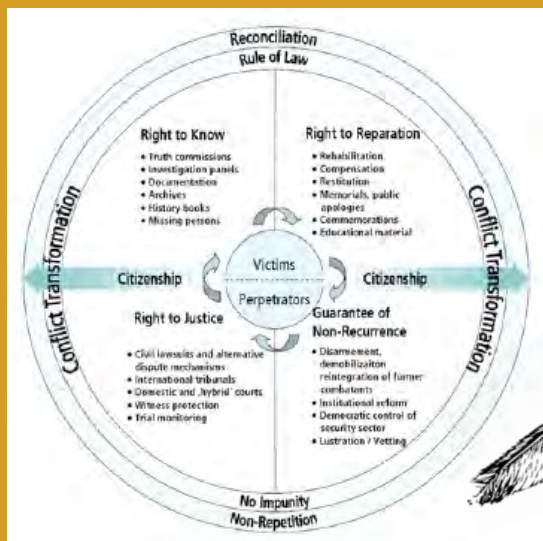 Reconciliation
Rule of Law
Conflict Transformation
Conflict Transformation
Right to Know
• Truth commissions
• Investigation panels
• Documentation
• Archives
• History books
• Missing persons
Right to Reparation
• Rehabilitation
• Compensation
• Restitution
• Memorials, public
apologies
• Commemorations
• Educational material
Citizenship
Victims
Perpetrators
Citizenship
Right to Justice
• Civil lawsuits and alternative
dispute mechanisms
• International tribunals
• Domestic and ‚hybrid' courts
• Witness protection
• Trial monitoring
Guarantee of
Non-Recurrence
• Disarmement,
demobilizaiton
reintegration of former
combatants
• Institutional reform
• Democratic control of
security sector
• Lustration / Vetting
No Impunity
Non-Repetition